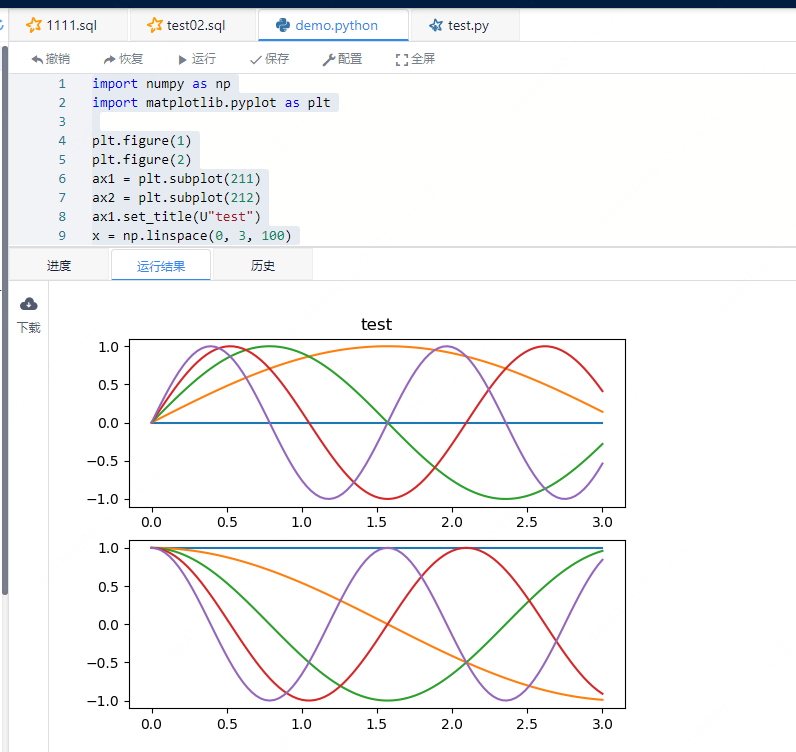 1111.sql test02.sql demo.python test.py
撤销 恢复 运行 保存 配置 全屏
1 import numpy as np
2 import matplotlib.pyplot as plt
3
4 plt.figure(1)
5 plt.figure(2)
6 ax1 = plt.subplot(211)
7 ax2 = plt.subplot(212)
8 ax1.set_title(U"test")
9 x = np.linspace(0, 3, 100)
进度 运行结果 历史
下载
test
1.0
0.5
0.0
−0.5
−1.0
0.0 0.5 1.0 1.5 2.0 2.5 3.0
1.0
0.5
0.0
−0.5
−1.0
0.0 0.5 1.0 1.5 2.0 2.5 3.0